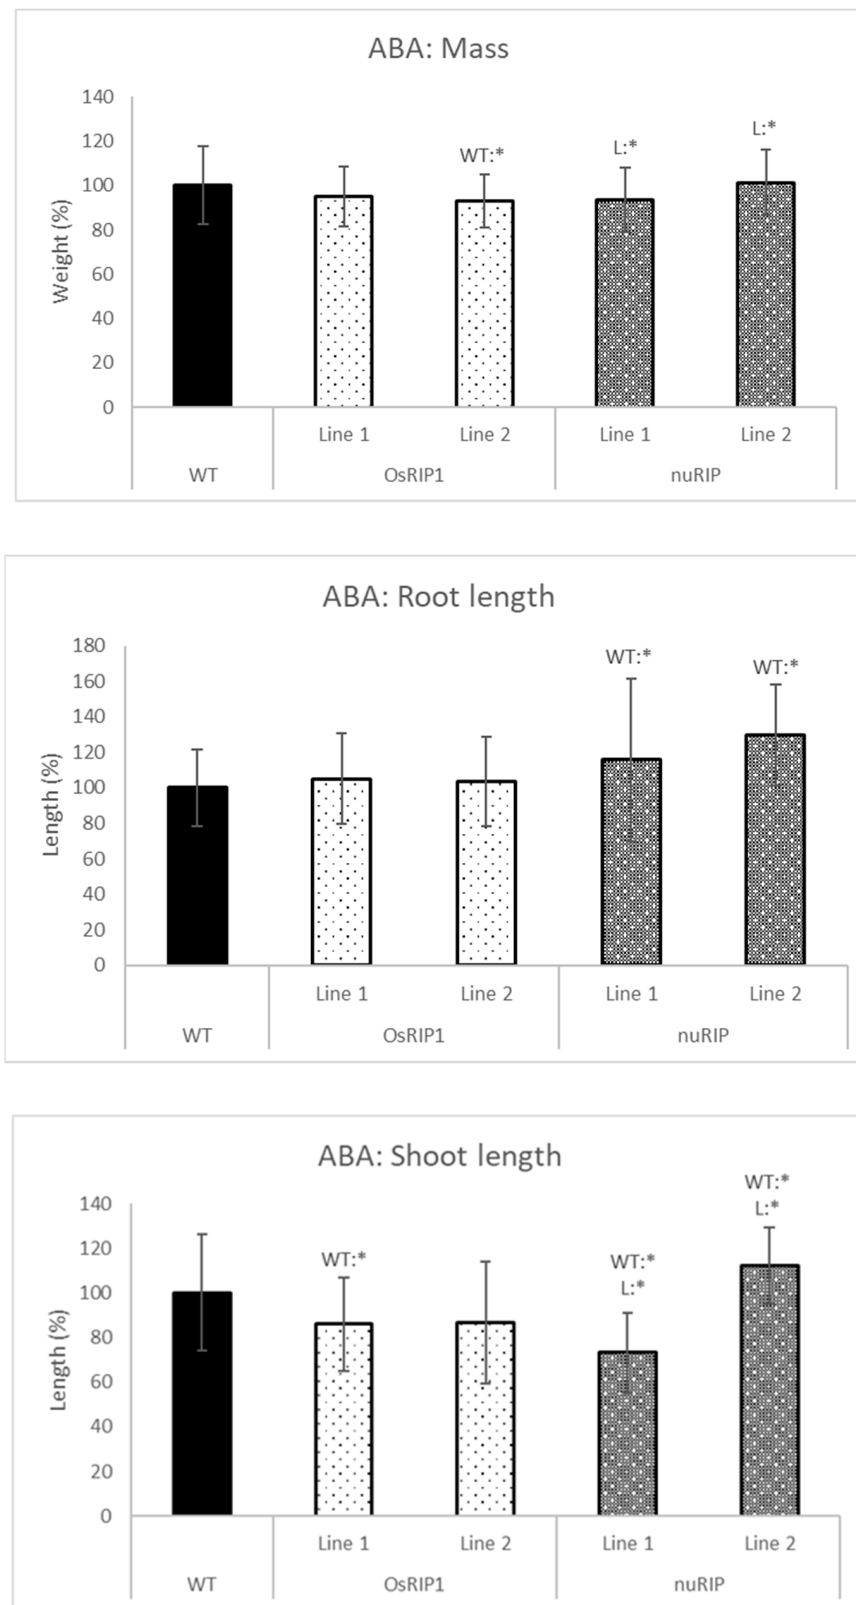 ABA: Mass
140
120
100
80
60
40
20
0
Weight (%)
WT:*
L:*
L:*
Line 1
Line 2
Line 1
Line 2
WT
OsRIP1
nuRIP
ABA: Root length
180
160
140
120
100
80
60
40
20
0
Length (%)
WT:*
WT:*
Line 1
Line 2
Line 1
Line 2
WT
OsRIP1
nuRIP
ABA: Shoot length
140
120
100
80
60
40
20
0
Length (%)
WT:*
WT:*
L:*
WT:*
L:*
Line 1
Line 2
Line 1
Line 2
WT
OsRIP1
nuRIP